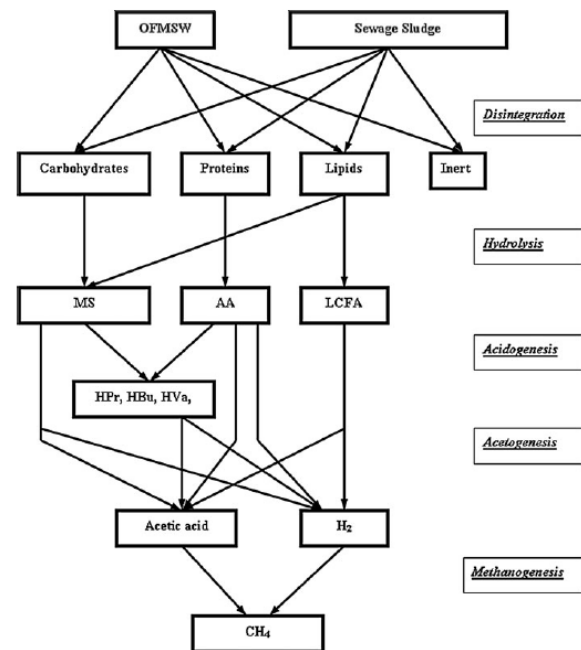 OFMSW
Sewage Sludge
Disintegration
Carbohydrates
Proteins
Lipids
Inert
Hydrolysis
MS
AA
LCFA
Acidogenesis
HPr, HBu, HVa,
Acetogenesis
Acetic acid
H₂
Methanogenesis
CH₄